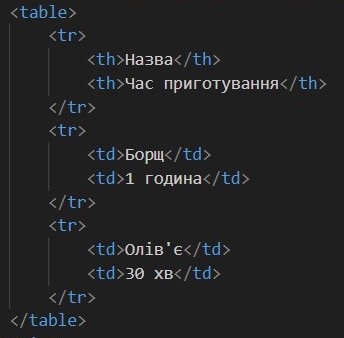 <table>
<tr>
<th>Назва</th>
<th>Час приготування</th>
</tr>
<tr>
<td>Борщ</td>
<td>1 година</td>
</tr>
<tr>
<td>Олів'є</td>
<td>30 хв</td>
</tr>
</table>